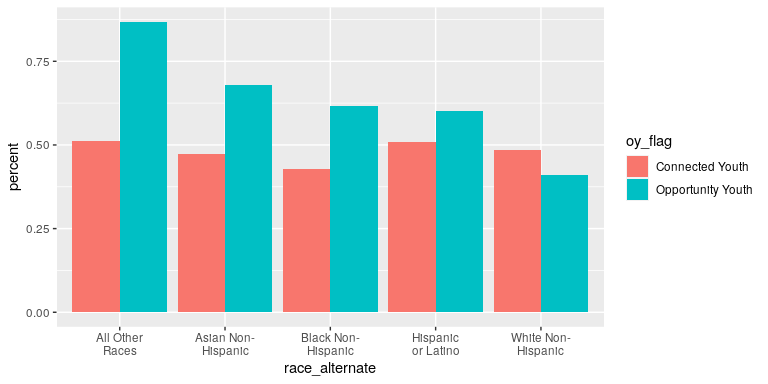 percent
0.75
0.50
0.25
0.00
All Other
Races
Asian Non-
Hispanic
Black Non-
Hispanic
Hispanic
or Latino
White Non-
Hispanic
race_alternate
oy_flag
Connected Youth
Opportunity Youth